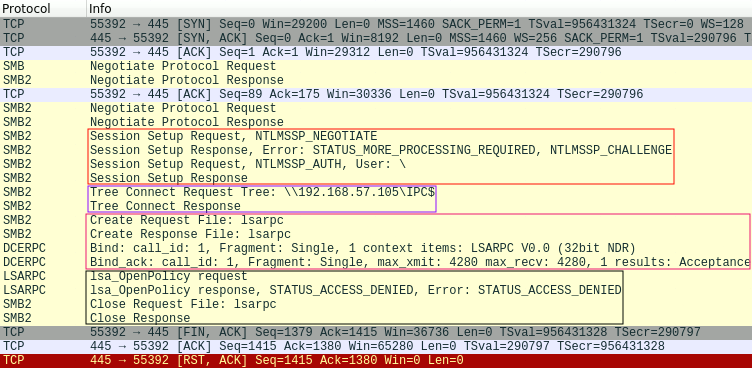 Protocol Info
TCP 55392 → 445 [SYN] Seq=0 Win=29200 Len=0 MSS=1460 SACK_PERM=1 TSval=956431324 TSecr=0 WS=128
TCP 445 → 55392 [SYN, ACK] Seq=0 Ack=1 Win=8192 Len=0 MSS=1460 WS=256 SACK_PERM=1 TSval=290796 T
TCP 55392 → 445 [ACK] Seq=1 Ack=1 Win=29312 Len=0 TSval=956431324 TSecr=290796
SMB Negotiate Protocol Request
SMB2 Negotiate Protocol Response
TCP 55392 → 445 [ACK] Seq=89 Ack=175 Win=30336 Len=0 TSval=956431324 TSecr=290796
SMB2 Negotiate Protocol Request
SMB2 Negotiate Protocol Response
SMB2 Session Setup Request, NTLMSSP_NEGOTIATE
SMB2 Session Setup Response, Error: STATUS_MORE_PROCESSING_REQUIRED, NTLMSSP_CHALLENGE
SMB2 Session Setup Request, NTLMSSP_AUTH, User: \
SMB2 Session Setup Response
SMB2 Tree Connect Request Tree: \\192.168.57.105\IPC$
SMB2 Tree Connect Response
SMB2 Create Request File: lsarpc
SMB2 Create Response File: lsarpc
DCERPC Bind: call_id: 1, Fragment: Single, 1 context items: LSARPC V0.0 (32bit NDR)
DCERPC Bind_ack: call_id: 1, Fragment: Single, max_xmit: 4280 max_recv: 4280, 1 results: Acceptance
LSARPC lsa_OpenPolicy request
LSARPC lsa_OpenPolicy response, STATUS_ACCESS_DENIED, Error: STATUS_ACCESS_DENIED
SMB2 Close Request File: lsarpc
SMB2 Close Response
TCP 55392 → 445 [FIN, ACK] Seq=1379 Ack=1415 Win=36736 Len=0 TSval=956431328 TSecr=290797
TCP 445 → 55392 [ACK] Seq=1415 Ack=1380 Win=65280 Len=0 TSval=290797 TSecr=956431328
TCP 445 → 55392 [RST, ACK] Seq=1415 Ack=1380 Win=0 Len=0